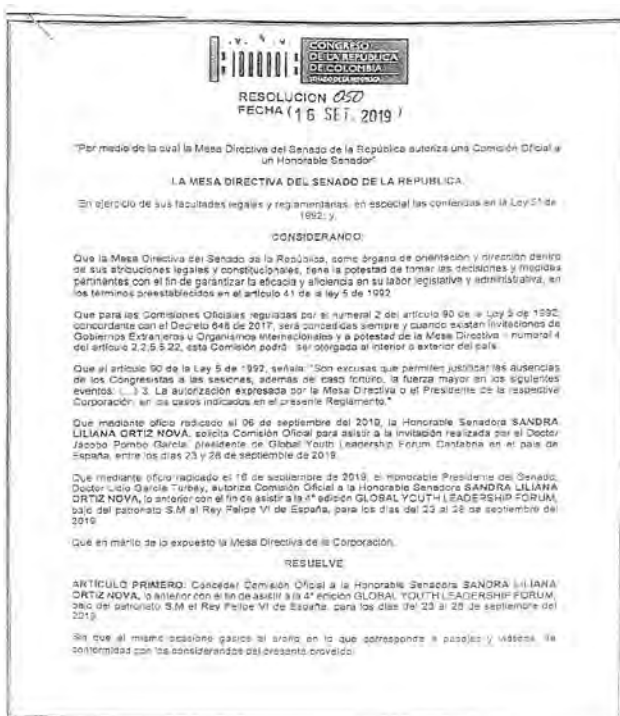 CONGRESO
DE LA REPUBLICA
DE COLOMBIA
SENADO DE LA REPUBLICA
RESOLUCION 050
FECHA (16 SET. 2019)
"Por medio de la cual la Mesa Directiva del Senado de la República autoriza una Comisión Oficial a
un Honorable Senador"
LA MESA DIRECTIVA DEL SENADO DE LA REPUBLICA.
En ejercicio de sus facultades legales y reglamentarias, en especial las contenidas en la Ley 5ª de
1992; y,
CONSIDERANDO:
Que la Mesa Directiva del Senado de la República, como órgano de orientación y dirección dentro
de sus atribuciones legales y constitucionales, tiene la potestad de tomar las decisiones y medidas
pertinentes con el fin de garantizar la eficacia y eficiencia en su labor legislativa y administrativa, en
los términos preestablecidos en el artículo 41 de la ley 5 de 1992
Que para las Comisiones Oficiales reguladas por el numeral 2 del artículo 90 de la Ley 5 de 1992,
concordante con el Decreto 648 de 2017, será concedidas siempre y cuando existan invitaciones de
Gobiernos Extranjeros u Organismos Internacionales y a potestad de la Mesa Directiva numeral 4
del artículo 2,2,5,5,22, esta Comisión podrá ser otorgada al interior o exterior del país.
Que el artículo 90 de la Ley 5 de 1992, señala: "Son excusas que permiten justificar las ausencias
de los Congresistas a las sesiones, además de caso fortuito, la fuerza mayor en los siguientes
eventos: (...) 3. La autorización expresada por la Mesa Directiva o el Presidente de la respectiva
Corporación, en los casos indicados en el presente Reglamento."
Que mediante oficio radicado el 06 de septiembre del 2019, la Honorable Senadora SANDRA
LILIANA ORTIZ NOVA, solicita Comisión Oficial para asistir a la invitación realizada por el Doctor
Jacobo Pombo García, presidente de Global Youth Leadership Forum Cantabria en el país de
España, entre los días 23 y 28 de septiembre de 2019.
Que mediante oficio radicado el 16 de septiembre de 2019, el Honorable Presidente del Senado,
Doctor Lidio García Turbay, autoriza Comisión Oficial a la Honorable Senadora SANDRA LILIANA
ORTIZ NOVA, lo anterior con el fin de asistir a la 4ª edición GLOBAL YOUTH LEADERSHIP FORUM,
bajo del patronato S.M el Rey Felipe VI de España, para los días del 23 al 28 de septiembre del
2019
Que en mérito de lo expuesto la Mesa Directiva de la Corporación,
RESUELVE
ARTÍCULO PRIMERO: Conceder Comisión Oficial a la Honorable Senadora SANDRA LILIANA
ORTIZ NOVA, lo anterior con el fin de asistir a la 4ª edición GLOBAL YOUTH LEADERSHIP FORUM,
bajo del patronato S.M el Rey Felipe VI de España, para los días del 23 al 28 de septiembre del
2019.
Sin que el mismo ocasione gastos al erario en lo que corresponde a pasajes y viáticos, de
conformidad con los considerandos del presente proveído.